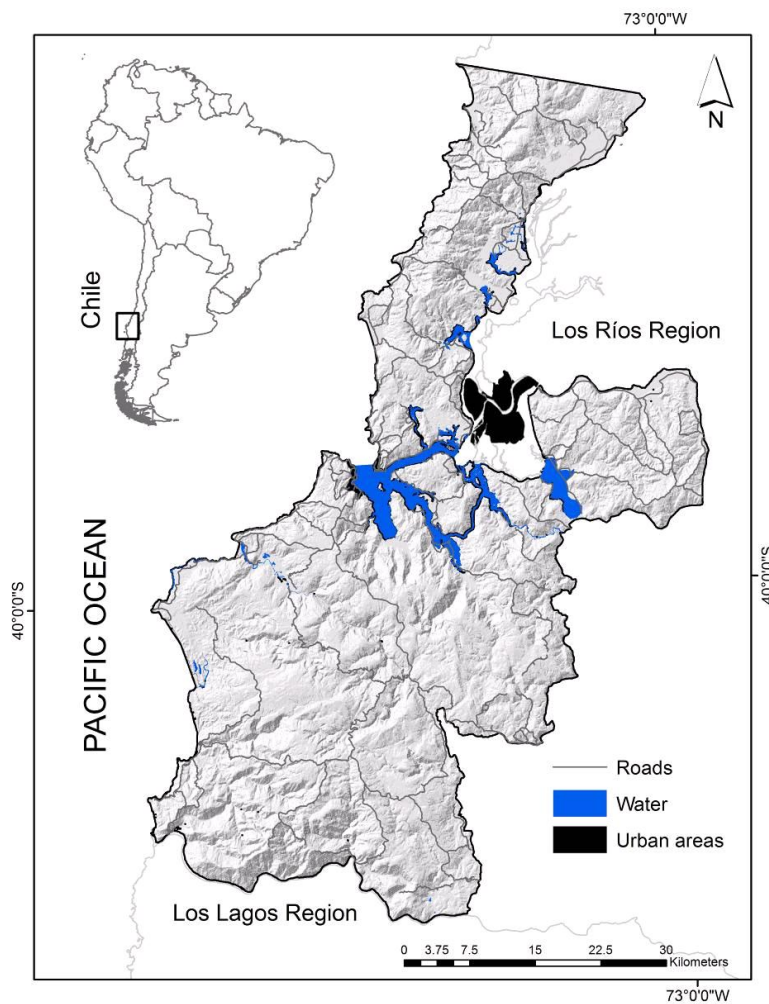 73°0'0"W
N
Chile
Los Ríos Region
40°0'0"S
40°0'0"S
PACIFIC OCEAN
Roads
Water
Urban areas
Los Lagos Region
0 3.75 7.5 15 22.5 30
Kilometers
73°0'0"W